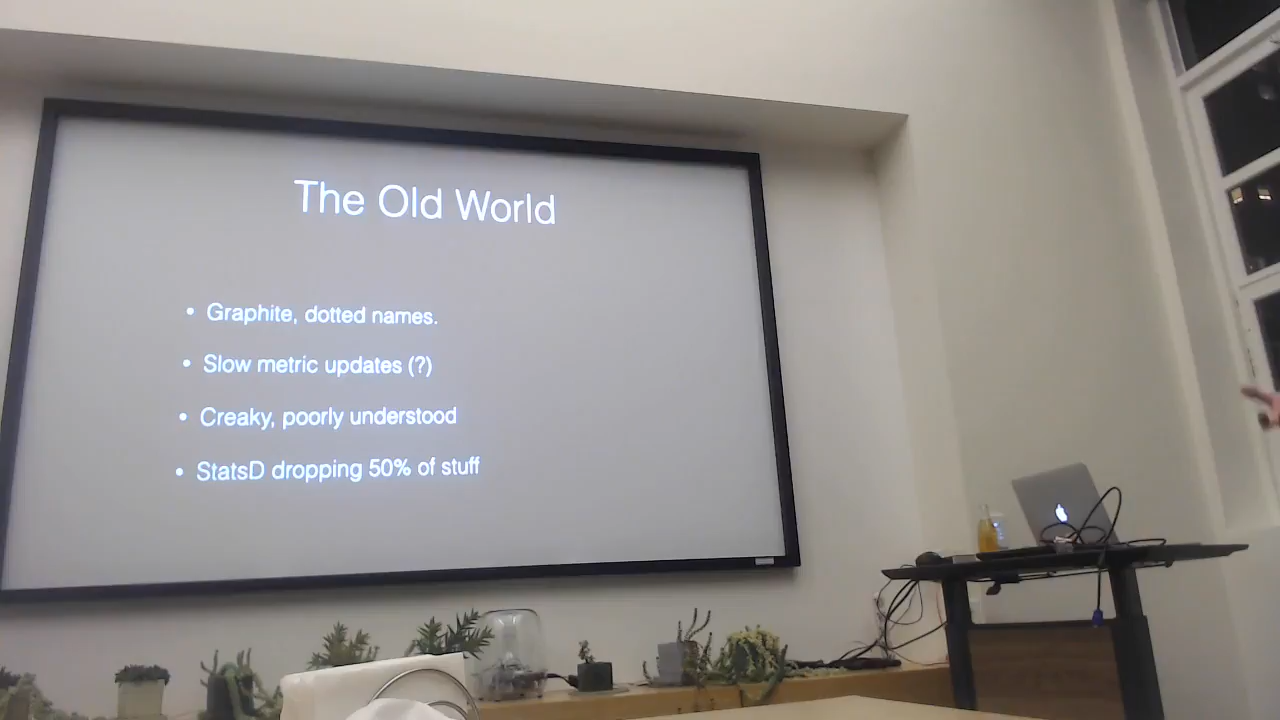 The Old World
• Graphite, dotted names.
• Slow metric updates (?)
• Creaky, poorly understood
• StatsD dropping 50% of stuff